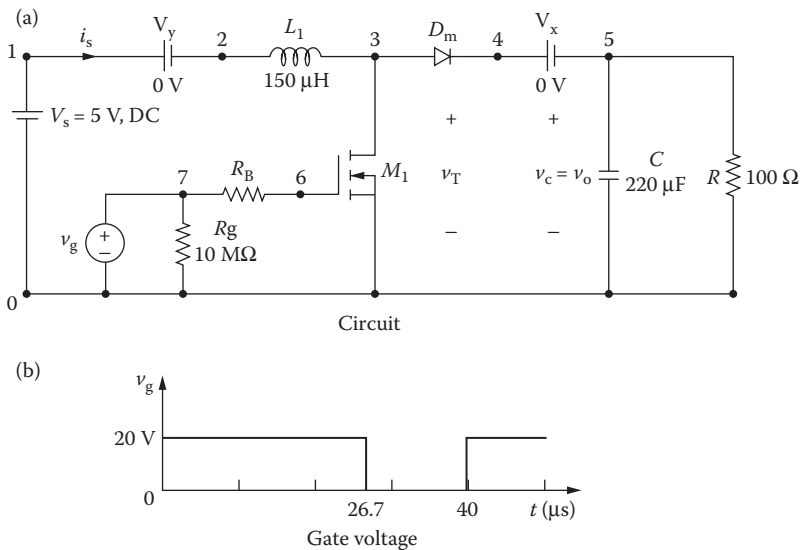 (a)
V_y
L₁
D_m
V_x
1
i_s
2
3
4
5
0 V
150 μH
0 V
V_s = 5 V, DC
+
+
R_B
M₁
v_T
v_c = v_o
C
220 μF
R
100 Ω
7
6
v_g
+
−
Rg
10 MΩ
−
−
0
Circuit
(b)
v_g
20 V
0
26.7
40
t (μs)
Gate voltage